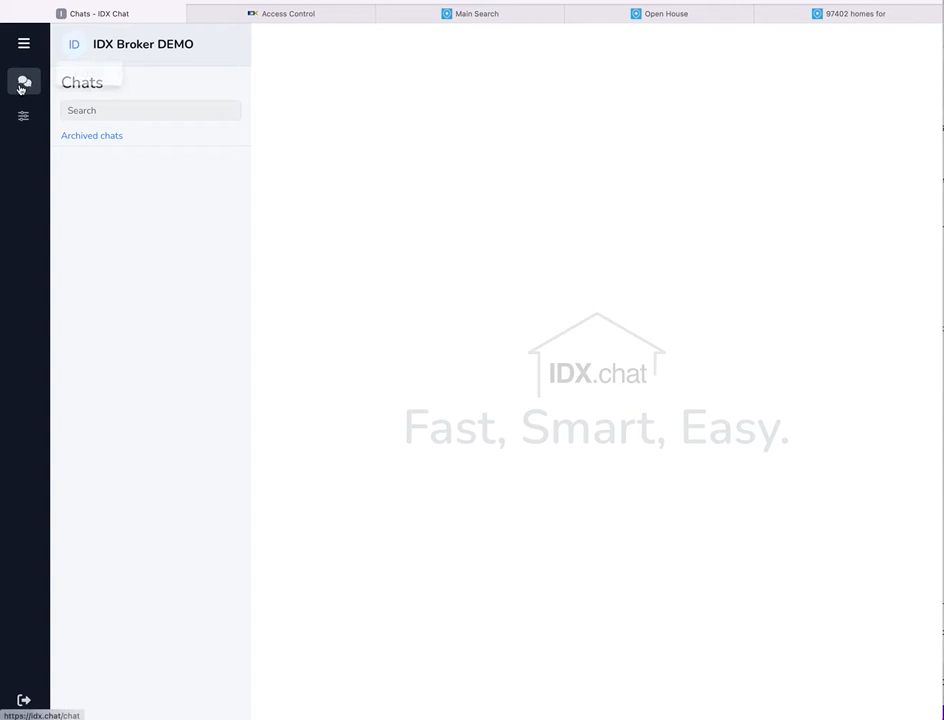 Chats - IDX Chat
Access Control
Main Search
Open House
97402 homes for
ID IDX Broker DEMO
Chats
Search
Archived chats
IDX.chat
Fast, Smart, Easy.
https://idx.chat/chat